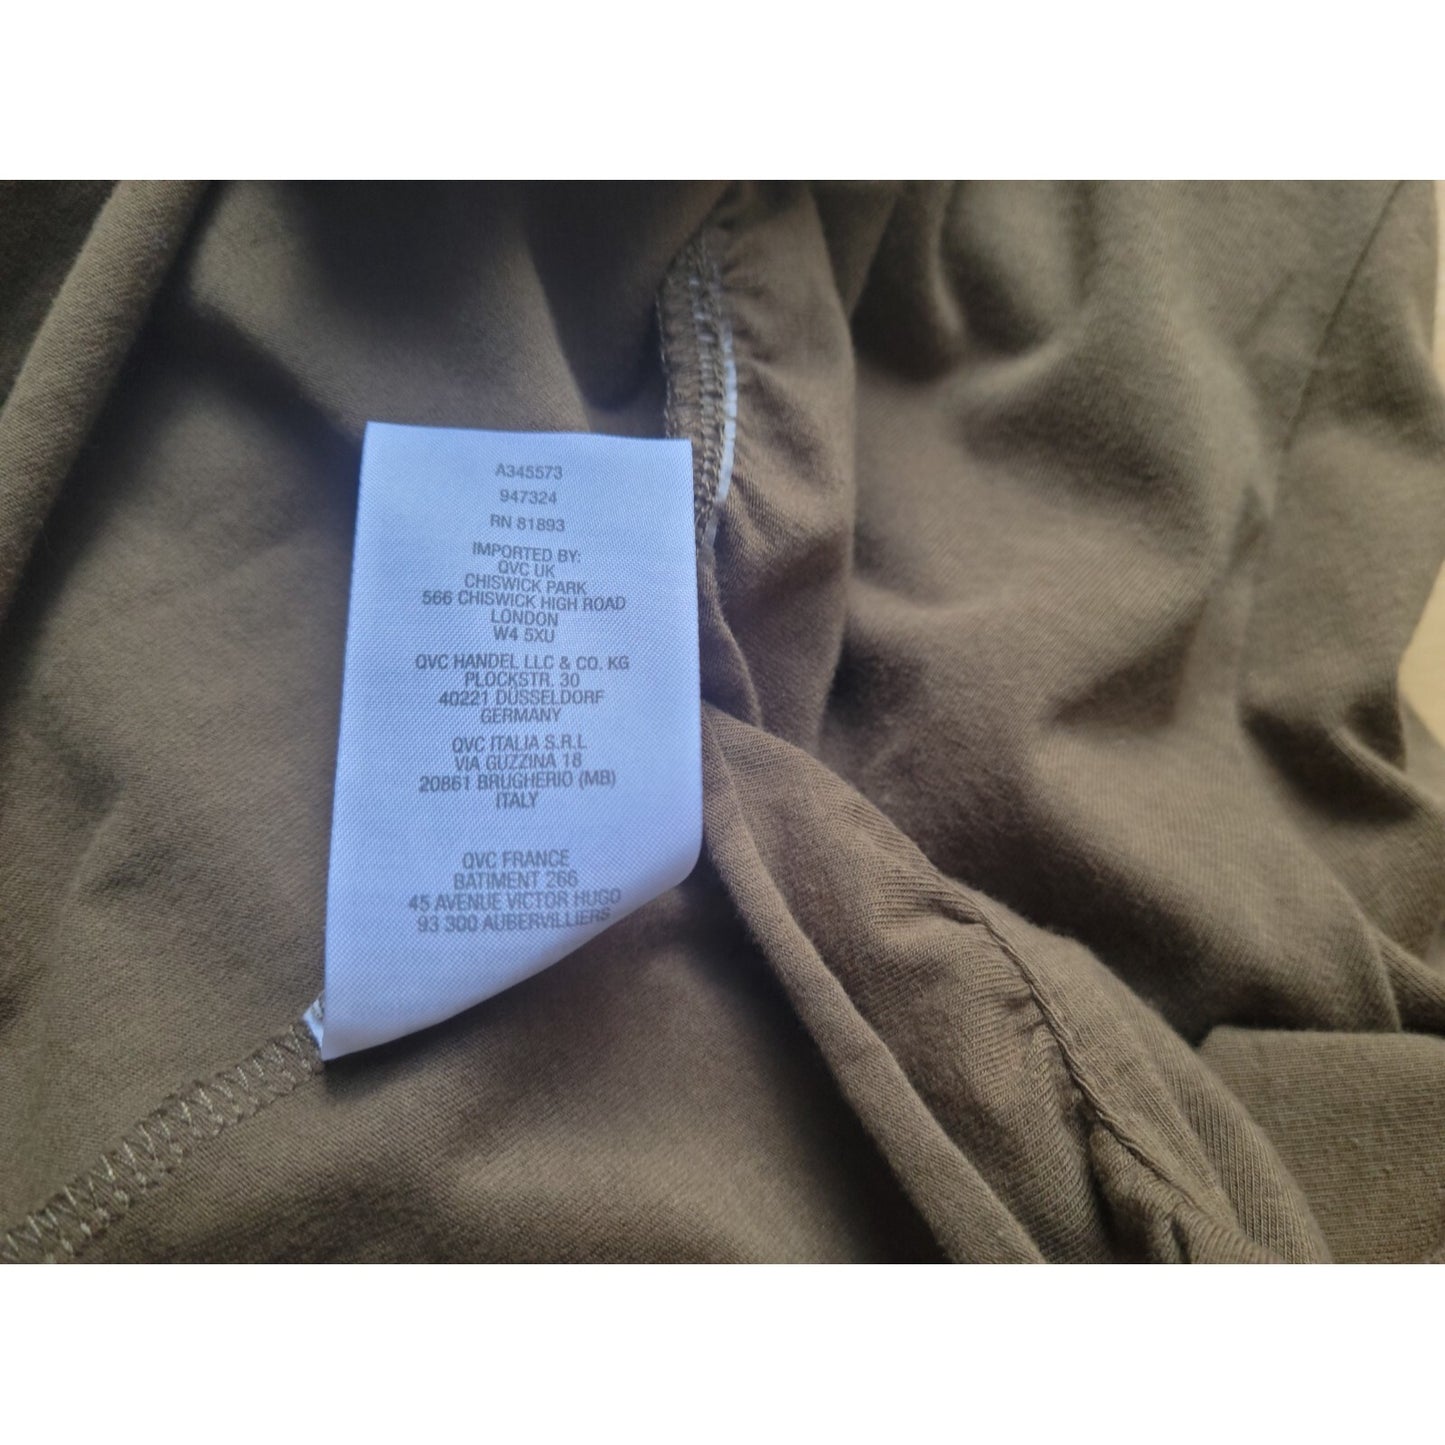 A345573
947324
RN 81893
IMPORTED BY:
QVC UK
CHISWICK PARK
566 CHISWICK HIGH ROAD
LONDON
W4 5XU
QVC HANDEL LLC & CO. KG
PLOCKSTR. 30
40221 DÜSSELDORF
GERMANY
QVC ITALIA S.R.L
VIA GUZZINA 18
20861 BRUGHERIO (MB)
ITALY
QVC FRANCE
BATIMENT 266
45 AVENUE VICTOR HUGO
93 300 AUBERVILLIERS